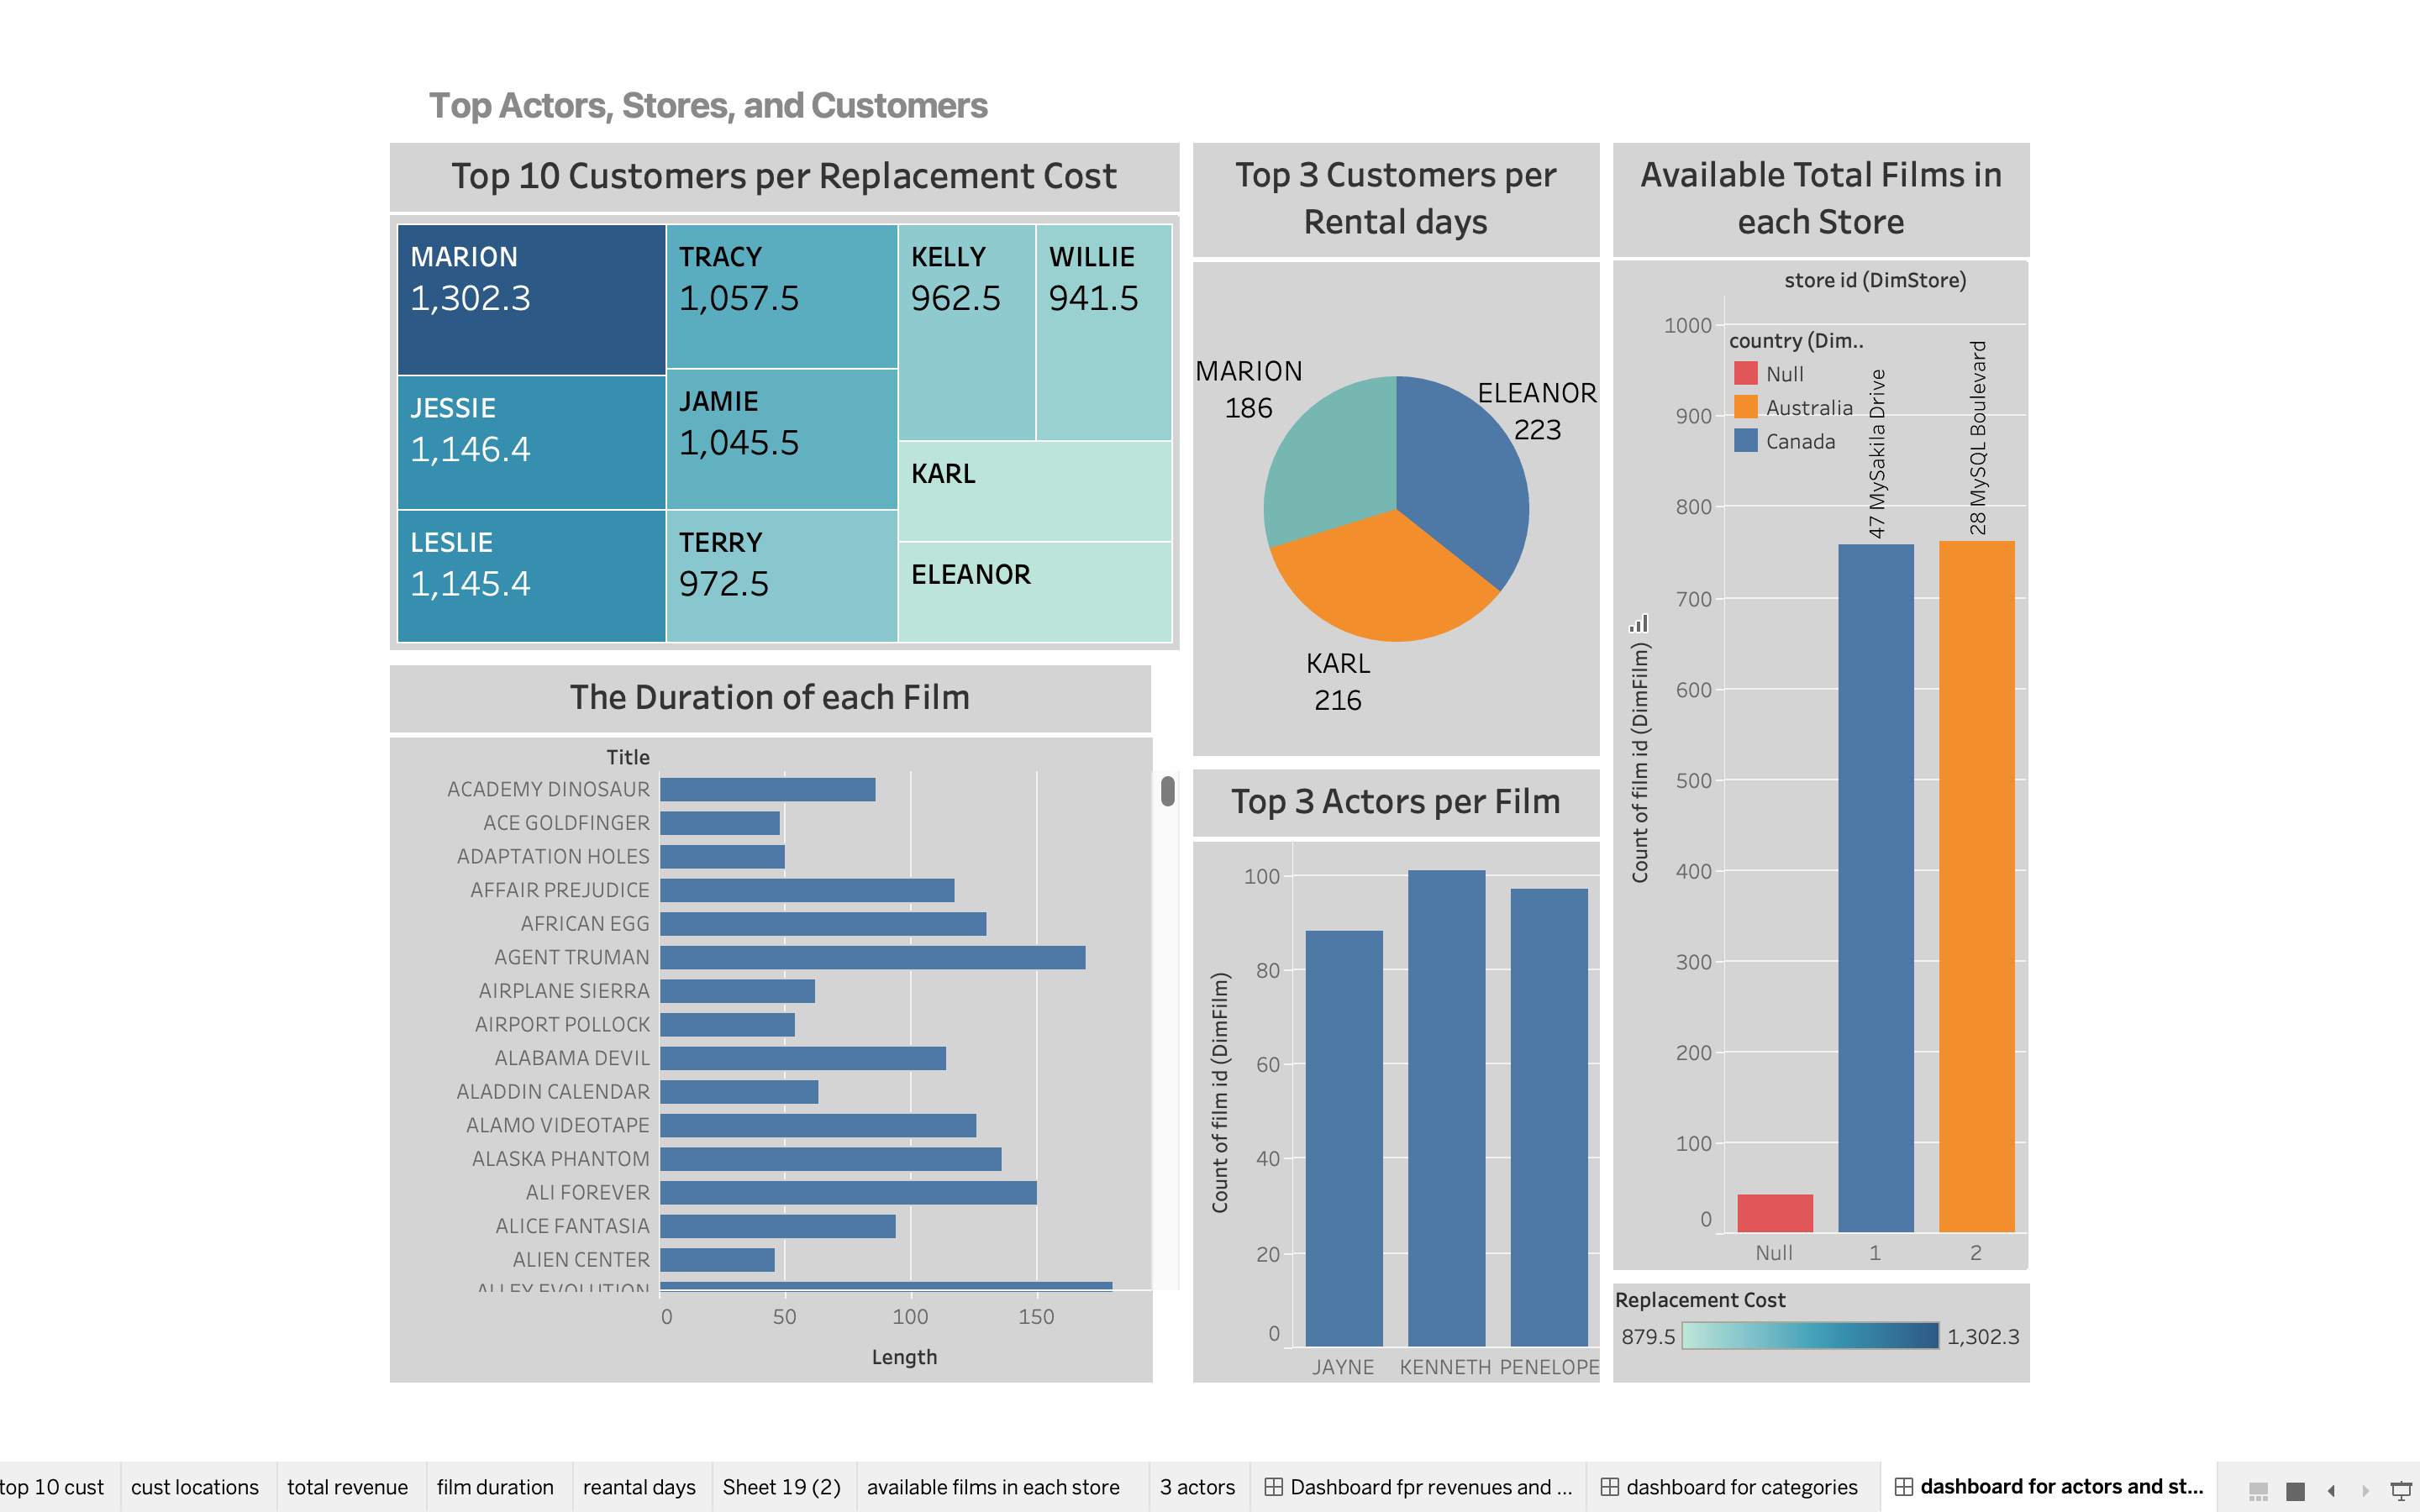 Top Actors, Stores, and Customers
Top 10 Customers per Replacement Cost
MARION
1,302.3
JESSIE
1,146.4
LESLIE
1,145.4
TRACY
1,057.5
JAMIE
1,045.5
TERRY
972.5
KELLY
962.5
WILLIE
941.5
KARL
ELEANOR
The Duration of each Film
Title
ACADEMY DINOSAUR
ACE GOLDFINGER
ADAPTATION HOLES
AFFAIR PREJUDICE
AFRICAN EGG
AGENT TRUMAN
AIRPLANE SIERRA
AIRPORT POLLOCK
ALABAMA DEVIL
ALADDIN CALENDAR
ALAMO VIDEOTAPE
ALASKA PHANTOM
ALI FOREVER
ALICE FANTASIA
ALIEN CENTER
ALLEY EVOLUTION
0 50 100 150
Length
Top 3 Customers per
Rental days
MARION
186
ELEANOR
223
KARL
216
Top 3 Actors per Film
Count of film id (DimFilm)
100
80
60
40
20
0
JAYNE KENNETH PENELOPE
Available Total Films in
each Store
store id (DimStore)
country (Dim..
Null
Australia
Canada
47 MySakila Drive
28 MySQL Boulevard
Count of film id (DimFilm)
1000
900
800
700
600
500
400
300
200
100
0
Null 1 2
Replacement Cost
879.5 1,302.3
top 10 cust cust locations total revenue film duration reantal days Sheet 19 (2) available films in each store 3 actors Dashboard fpr revenues and ... dashboard for categories dashboard for actors and st...